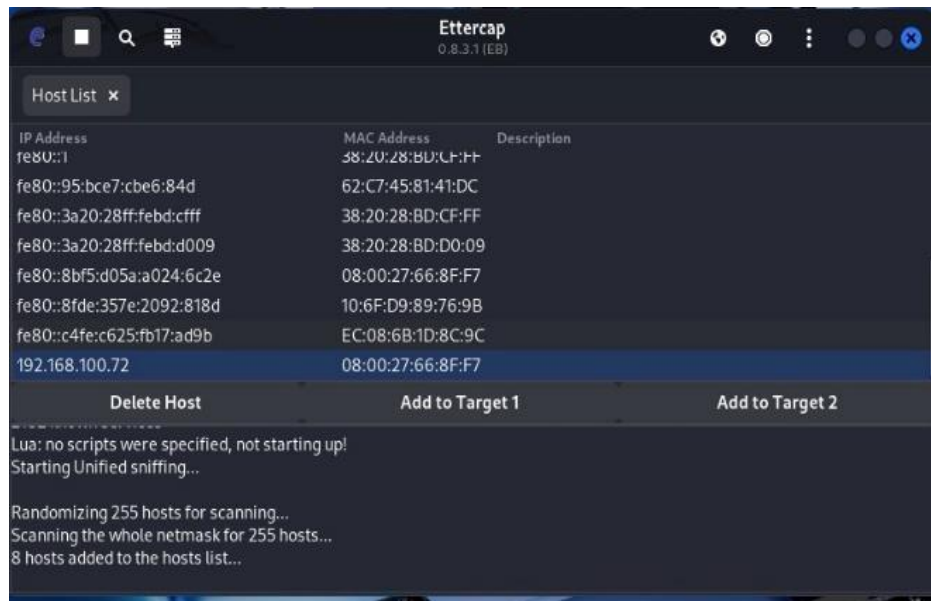 Ettercap
0.8.3.1 (EB)
Host List ×
IP Address MAC Address Description
fe80::1 38:20:28:BD:CF:FF
fe80::95:bce7:cbe6:84d 62:C7:45:81:41:DC
fe80::3a20:28ff:febd:cfff 38:20:28:BD:CF:FF
fe80::3a20:28ff:febd:d009 38:20:28:BD:D0:09
fe80::8bf5:d05a:a024:6c2e 08:00:27:66:8F:F7
fe80::8fde:357e:2092:818d 10:6F:D9:89:76:9B
fe80::c4fe:c625:fb17:ad9b EC:08:6B:1D:8C:9C
192.168.100.72 08:00:27:66:8F:F7
Delete Host Add to Target 1 Add to Target 2
Lua: no scripts were specified, not starting up!
Starting Unified sniffing...
Randomizing 255 hosts for scanning...
Scanning the whole netmask for 255 hosts...
8 hosts added to the hosts list...